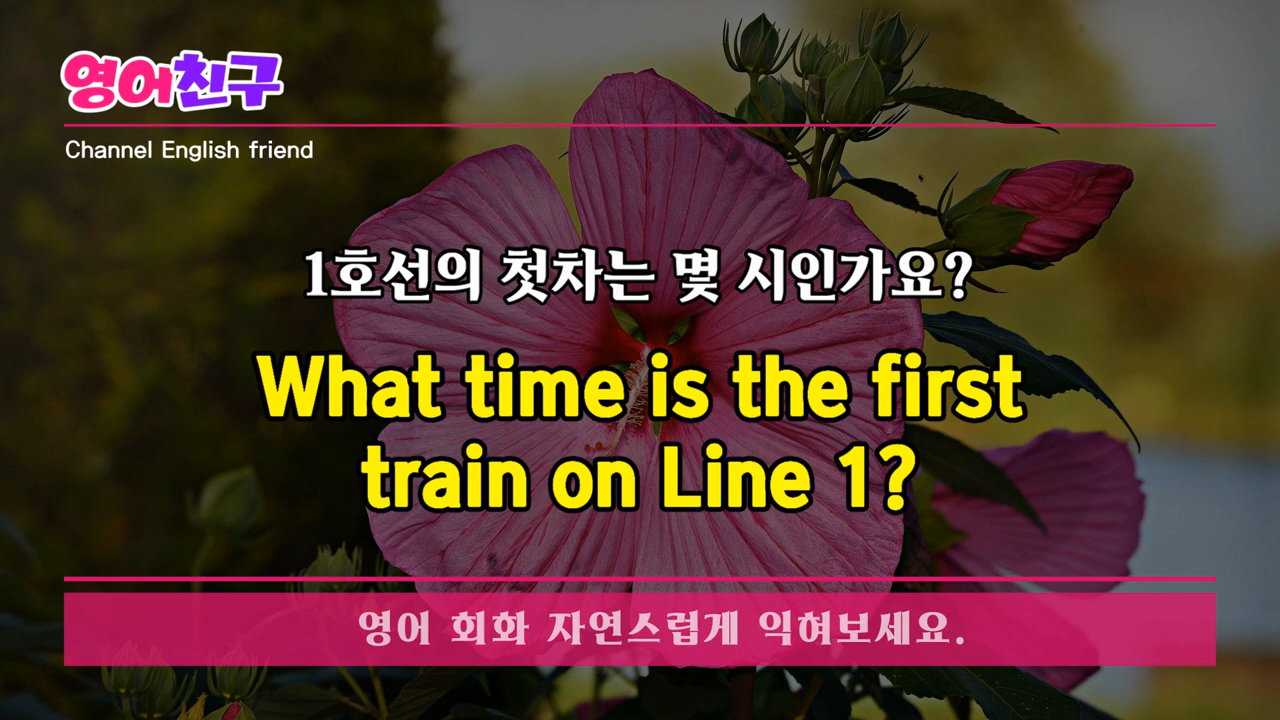 영어친구
Channel English friend
1호선의 첫차는 몇 시인가요?
What time is the first
train on Line 1?
영어 회화 자연스럽게 익혀보세요.